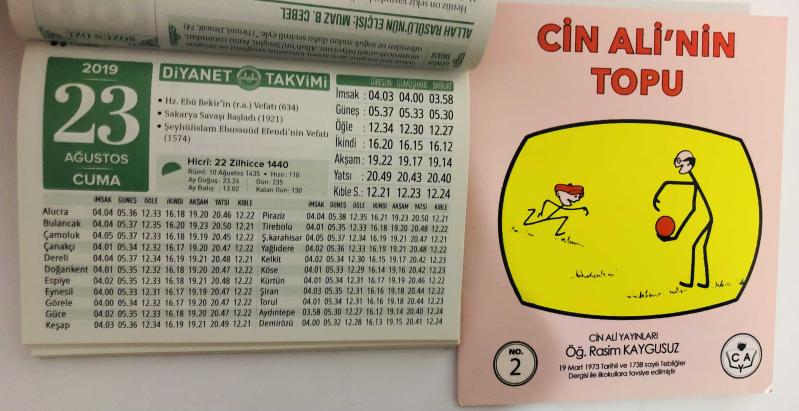 Henüz on sekiz yaşında
ALLAH RASÛLÜ'NÜN ELÇİSİ: MUAZ B. CEBEL
SÖZÜN ÖZÜ
2019
23
AĞUSTOS
CUMA
DİYANET TAKVİMİ
• Hz. Ebû Bekir'in (r.a.) Vefatı (634)
• Sakarya Savaşı Başladı (1921)
• Şeyhülislam Ebussuûd Efendi'nin Vefatı
(1574)
Hicrî: 22 Zilhicce 1440
Rûmî: 10 Ağustos 1435 • Hızır: 110
Ay Doğuş: 23.24 Gün: 235
Ay Batış : 13.02 Kalan Gün: 130
GİRESUN GÜMÜŞHANE BAYBURT
İmsak : 04.03 04.00 03.58
Güneş : 05.37 05.33 05.30
Öğle : 12.34 12.30 12.27
İkindi : 16.20 16.15 16.12
Akşam : 19.22 19.17 19.14
Yatsı : 20.49 20.43 20.40
Kıble S.: 12.21 12.23 12.24
İMSAK GÜNEŞ ÖĞLE İKİNDİ AKŞAM YATSI KIBLE
Alucra 04.04 05.36 12.33 16.18 19.20 20.46 12.22
Bulancak 04.04 05.37 12.35 16.20 19.23 20.50 12.21
Çamoluk 04.05 05.37 12.33 16.18 19.19 20.45 12.22
Çanakçı 04.01 05.34 12.32 16.17 19.20 20.47 12.22
Dereli 04.04 05.37 12.34 16.19 19.21 20.48 12.21
Doğankent 04.01 05.35 12.32 16.18 19.20 20.47 12.22
Espiye 04.02 05.35 12.33 16.18 19.21 20.48 12.22
Eynesil 04.00 05.33 12.31 16.17 19.19 20.47 12.22
Görele 04.00 05.34 12.32 16.17 19.20 20.47 12.22
Güce 04.02 05.35 12.33 16.18 19.20 20.47 12.22
Keşap 04.03 05.36 12.34 16.19 19.21 20.49 12.21
İMSAK GÜNEŞ ÖĞLE İKİNDİ AKŞAM YATSI KIBLE
Piraziz 04.04 05.38 12.35 16.21 19.23 20.50 12.21
Tirebolu 04.01 05.35 12.33 16.18 19.20 20.48 12.22
Ş.karahisar 04.05 05.37 12.34 16.19 19.21 20.47 12.21
Yağlıdere 04.02 05.36 12.33 16.19 19.21 20.48 12.22
Kelkit 04.02 05.34 12.30 16.15 19.17 20.42 12.23
Köse 04.01 05.33 12.29 16.14 19.16 20.42 12.23
Kürtün 04.01 05.34 12.31 16.17 19.19 20.46 12.22
Şiran 04.03 05.35 12.31 16.16 19.18 20.44 12.22
Torul 04.01 05.34 12.31 16.16 19.18 20.44 12.23
Aydıntepe 03.58 05.30 12.27 16.12 19.14 20.40 12.24
Demirözü 04.00 05.32 12.28 16.13 19.15 20.41 12.24
CİN ALİ'NİN
TOPU
CİN ALİ YAYINLARI
Öğ. Rasim KAYGUSUZ
19 Mart 1973 Tarihli ve 1738 sayılı Tebliğler
Dergisi ile ilkokullara tavsiye edilmiştir
NO.
2
C A
Y